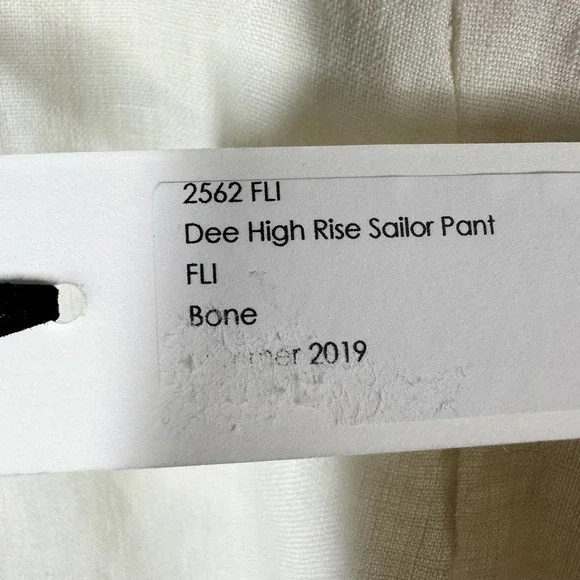 2562 FLI
Dee High Rise Sailor Pant
FLI
Bone
2019